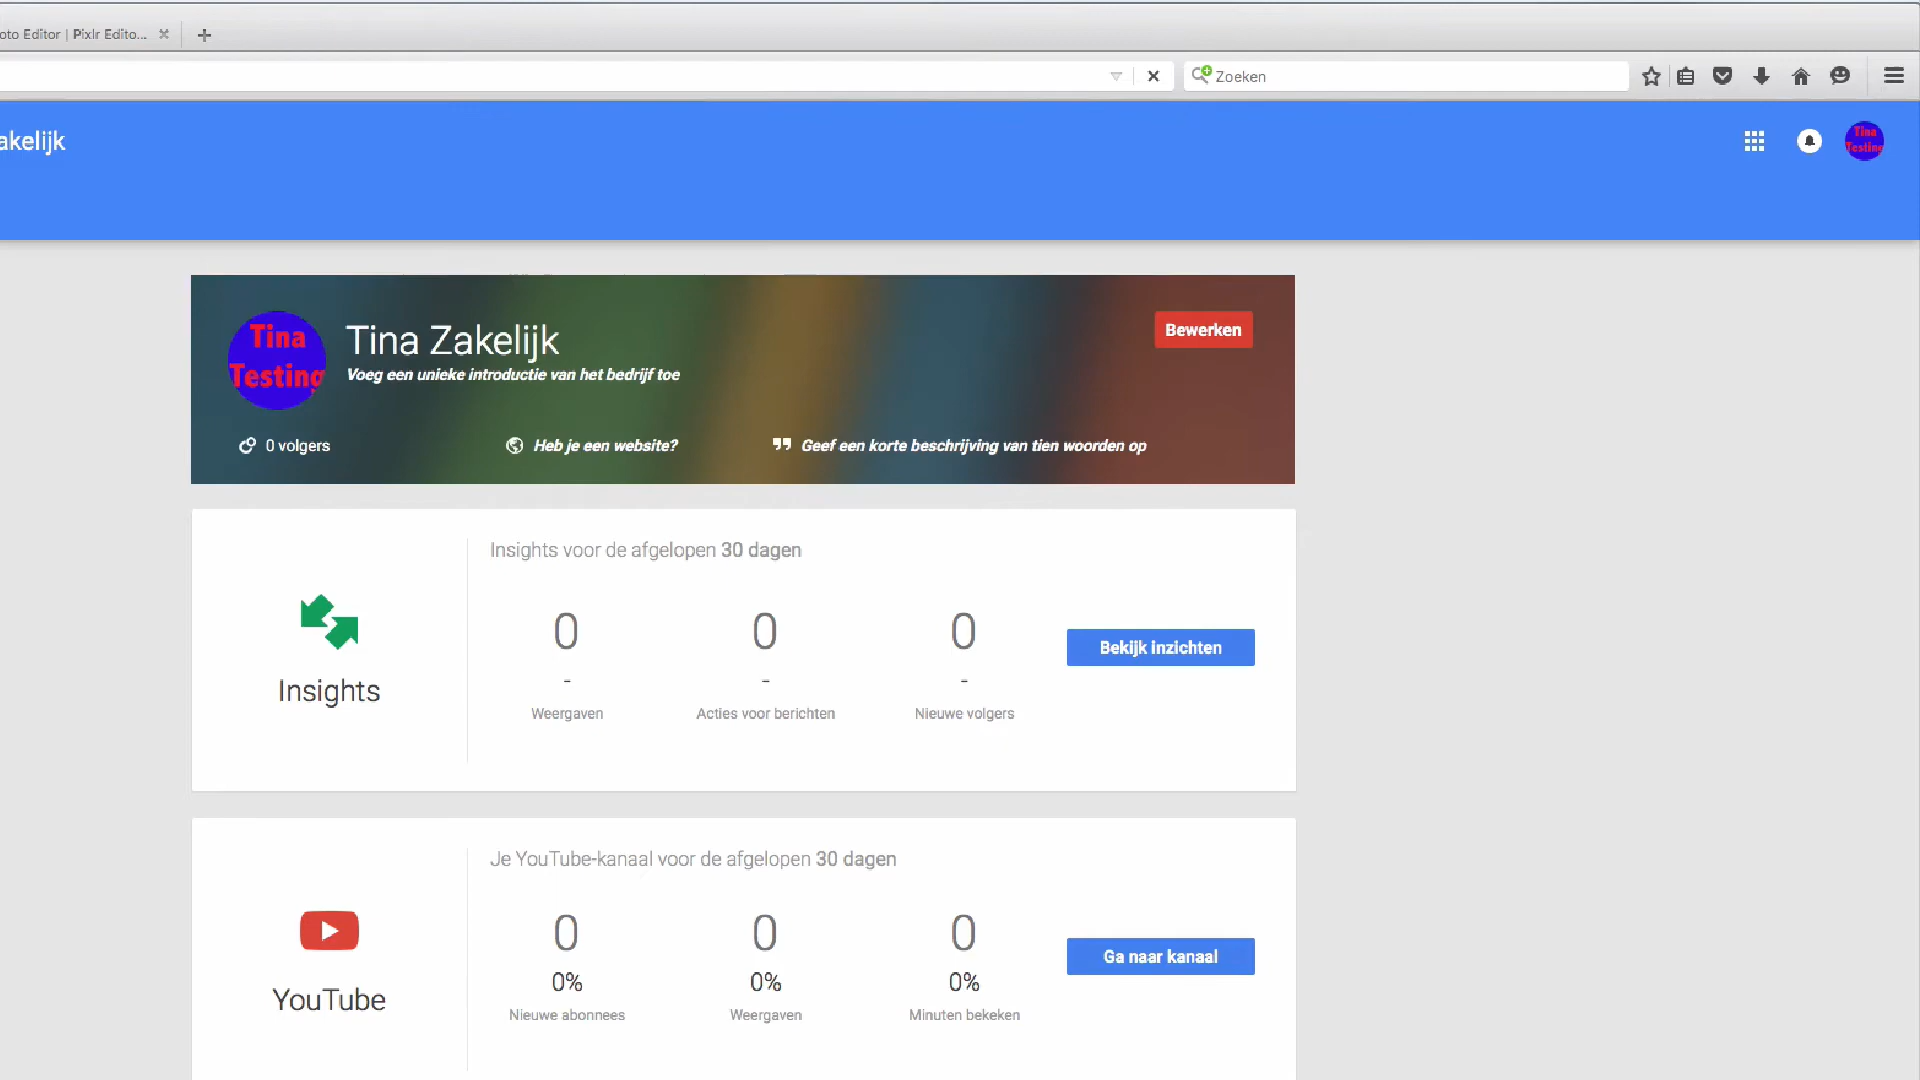 oto Editor | Pixlr Edito...
Zoeken
akelijk
Tina
Testing
Tina
Testing
Tina Zakelijk
Voeg een unieke introductie van het bedrijf toe
Bewerken
0 volgers
Heb je een website?
Geef een korte beschrijving van tien woorden op
Insights voor de afgelopen 30 dagen
0 0 0
- - -
Weergaven Acties voor berichten Nieuwe volgers
Bekijk inzichten
Insights
Je YouTube-kanaal voor de afgelopen 30 dagen
0 0 0
0% 0% 0%
Nieuwe abonnees Weergaven Minuten bekeken
Ga naar kanaal
YouTube